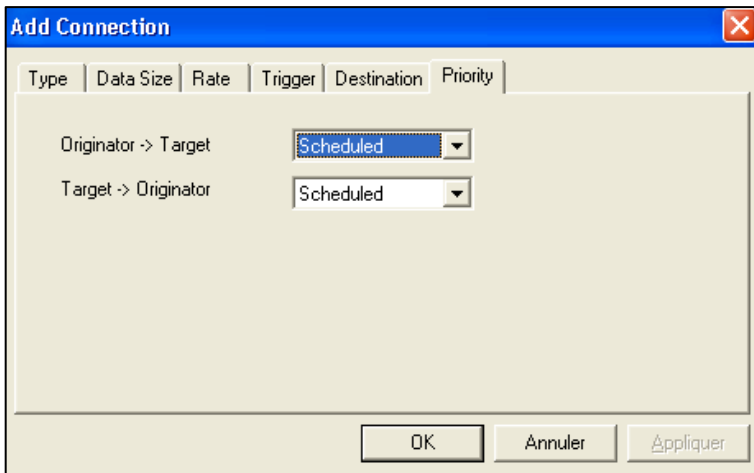 Add Connection
Type Data Size Rate Trigger Destination Priority
Originator -> Target Scheduled
Target -> Originator Scheduled
OK Annuler Appliquer